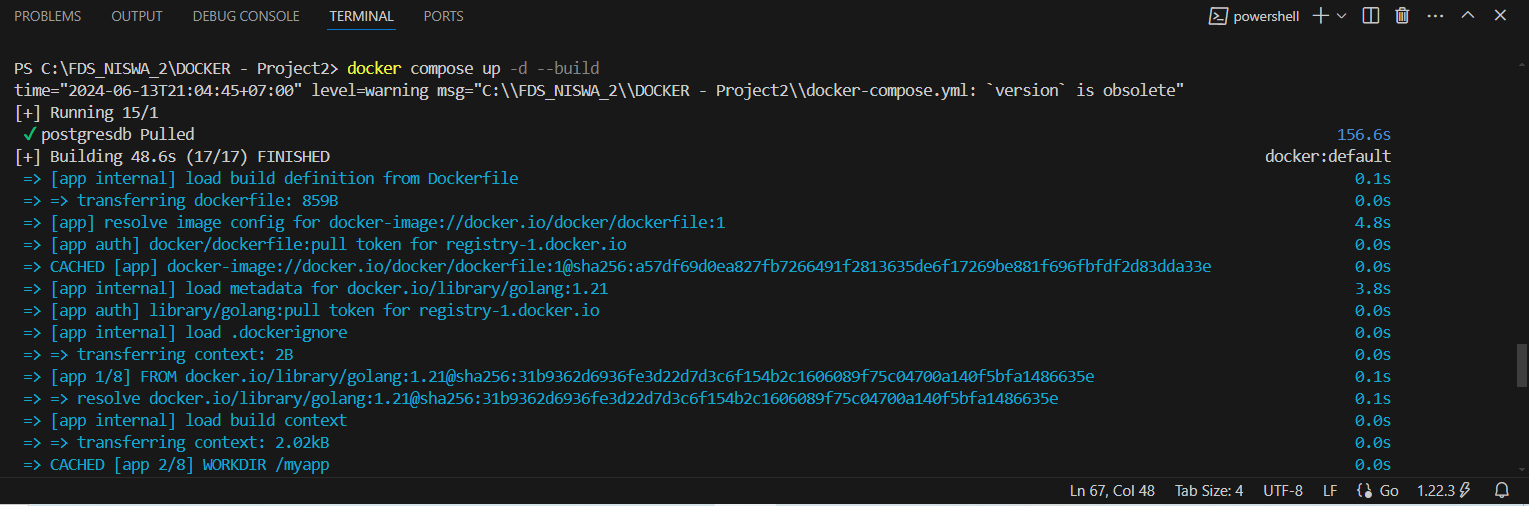 PROBLEMS OUTPUT DEBUG CONSOLE TERMINAL PORTS powershell
PS C:\FDS_NISWA_2\DOCKER - Project2> docker compose up -d --build
time="2024-06-13T21:04:45+07:00" level=warning msg="C:\\FDS_NISWA_2\\DOCKER - Project2\\docker-compose.yml: `version` is obsolete"
[+] Running 15/1
✓ postgresdb Pulled 156.6s
[+] Building 48.6s (17/17) FINISHED docker:default
=> [app internal] load build definition from Dockerfile 0.1s
=> => transferring dockerfile: 859B 0.0s
=> [app] resolve image config for docker-image://docker.io/docker/dockerfile:1 4.8s
=> [app auth] docker/dockerfile:pull token for registry-1.docker.io 0.0s
=> CACHED [app] docker-image://docker.io/docker/dockerfile:1@sha256:a57df69d0ea827fb7266491f2813635de6f17269be881f696fbfdf2d83dda33e 0.0s
=> [app internal] load metadata for docker.io/library/golang:1.21 3.8s
=> [app auth] library/golang:pull token for registry-1.docker.io 0.0s
=> [app internal] load .dockerignore 0.0s
=> => transferring context: 2B 0.0s
=> [app 1/8] FROM docker.io/library/golang:1.21@sha256:31b9362d6936fe3d22d7d3c6f154b2c1606089f75c04700a140f5bfa1486635e 0.1s
=> => resolve docker.io/library/golang:1.21@sha256:31b9362d6936fe3d22d7d3c6f154b2c1606089f75c04700a140f5bfa1486635e 0.1s
=> [app internal] load build context 0.0s
=> => transferring context: 2.02kB 0.0s
=> CACHED [app 2/8] WORKDIR /myapp 0.0s
Ln 67, Col 48 Tab Size: 4 UTF-8 LF Go 1.22.3